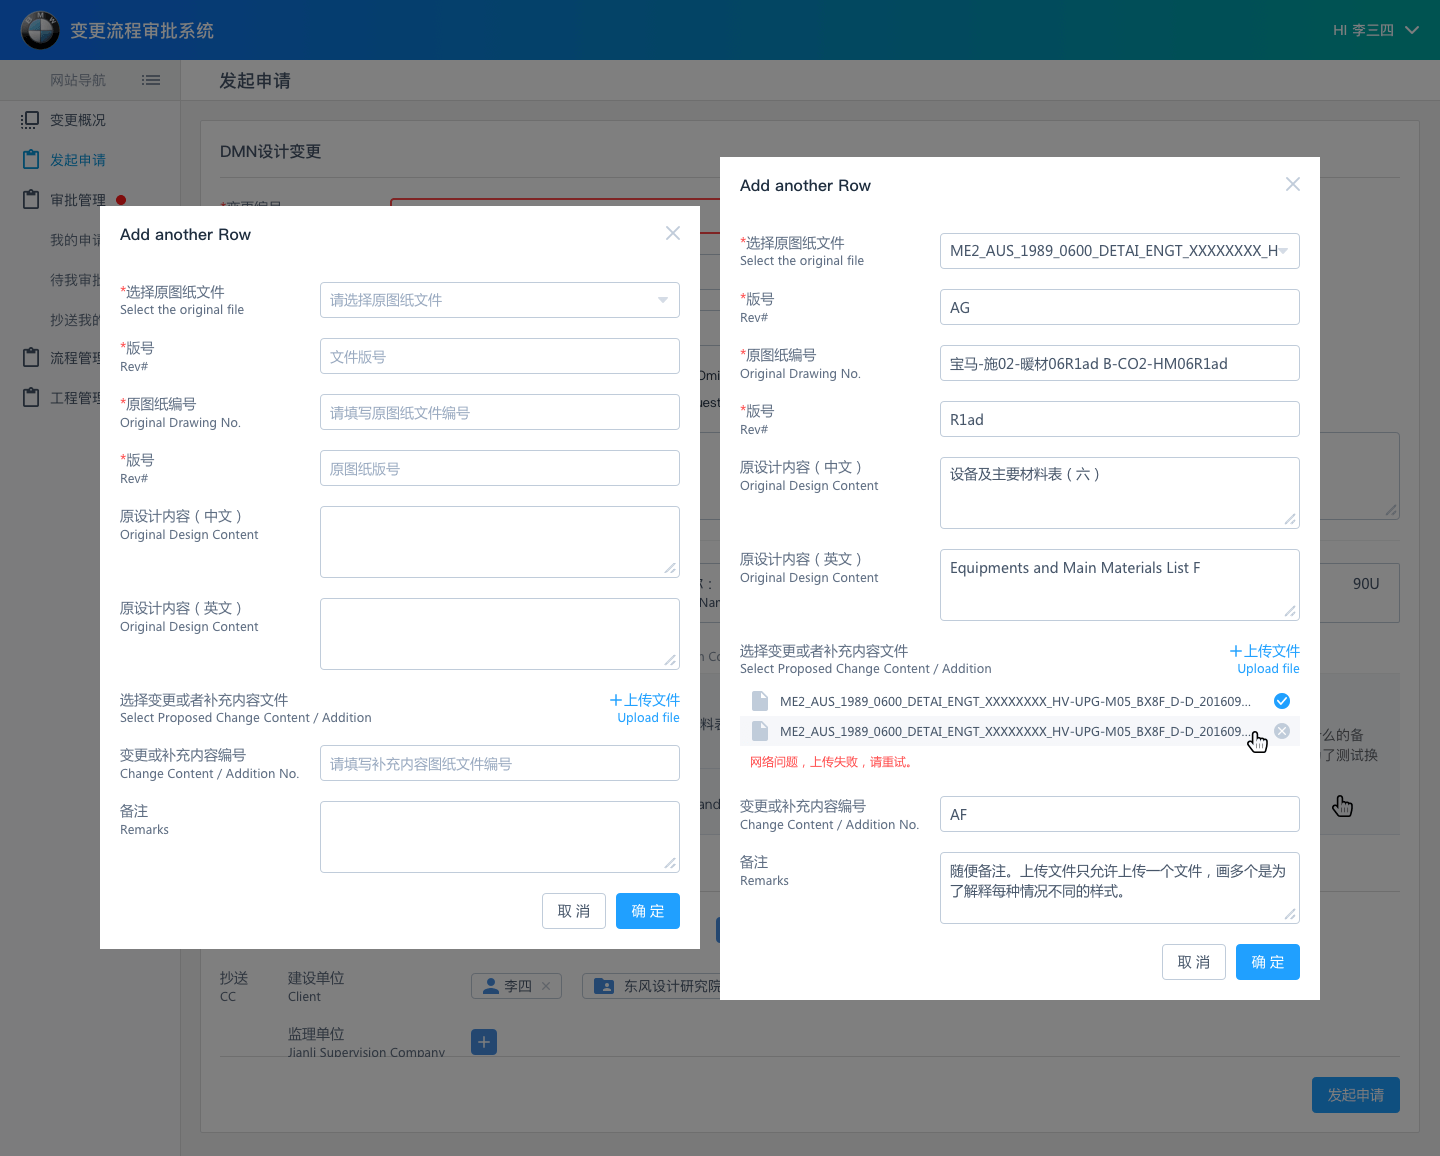 变更流程审批系统
HI 李三四
网站导航
变更概况
发起申请
审批管理
我的申请
待我审批
抄送我的
流程管理
工程管理
发起申请
DMN设计变更
*变更编号
Add another Row
*选择原图纸文件
Select the original file
请选择原图纸文件
*版号
Rev#
文件版号
*原图纸编号
Original Drawing No.
请填写原图纸文件编号
*版号
Rev#
原图纸版号
原设计内容（中文）
Original Design Content
原设计内容（英文）
Original Design Content
选择变更或者补充内容文件
Select Proposed Change Content / Addition
+上传文件
Upload file
变更或补充内容编号
Change Content / Addition No.
请填写补充内容图纸文件编号
备注
Remarks
取 消
确 定
Add another Row
*选择原图纸文件
Select the original file
ME2_AUS_1989_0600_DETAI_ENGT_XXXXXXXX_H
*版号
Rev#
AG
*原图纸编号
Original Drawing No.
宝马-施02-暖材06R1ad B-CO2-HM06R1ad
*版号
Rev#
R1ad
原设计内容（中文）
Original Design Content
设备及主要材料表（六）
原设计内容（英文）
Original Design Content
Equipments and Main Materials List F
选择变更或者补充内容文件
Select Proposed Change Content / Addition
+上传文件
Upload file
ME2_AUS_1989_0600_DETAI_ENGT_XXXXXXXX_HV-UPG-M05_BX8F_D-D_201609...
ME2_AUS_1989_0600_DETAI_ENGT_XXXXXXXX_HV-UPG-M05_BX8F_D-D_201609...
网络问题，上传失败，请重试。
变更或补充内容编号
Change Content / Addition No.
AF
备注
Remarks
随便备注。上传文件只允许上传一个文件，画多个是为
了解释每种情况不同的样式。
取 消
确 定
90U
么的备
了测试换
抄送
CC
建设单位
Client
李四
东风设计研究院
监理单位
Jianli Supervision Company
发起申请